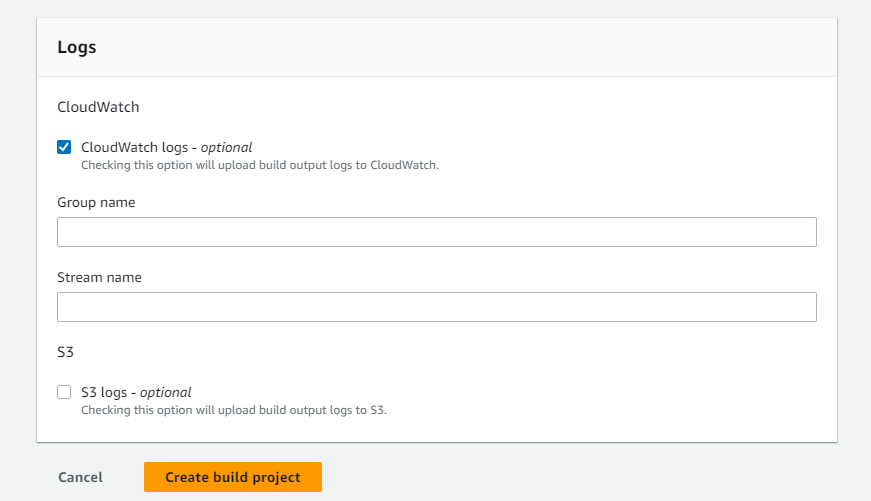 Logs
CloudWatch
CloudWatch logs - optional
Checking this option will upload build output logs to CloudWatch.
Group name
Stream name
S3
S3 logs - optional
Checking this option will upload build output logs to S3.
Cancel
Create build project